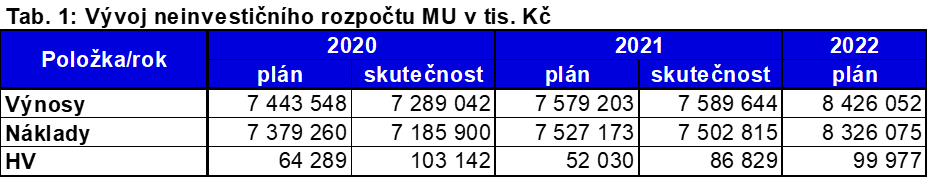 Tab. 1: Vývoj neinvestičního rozpočtu MU v tis. Kč
Položka/rok 2020 2021 2022
plán skutečnost plán skutečnost plán
Výnosy 7 443 548 7 289 042 7 579 203 7 589 644 8 426 052
Náklady 7 379 260 7 185 900 7 527 173 7 502 815 8 326 075
HV 64 289 103 142 52 030 86 829 99 977